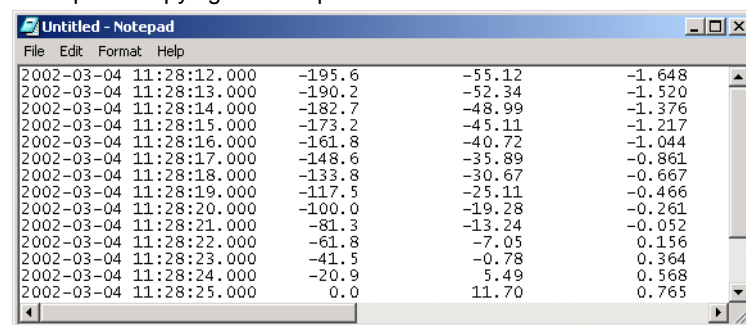 Untitled - Notepad
File Edit Format Help
2002-03-04 11:28:12.000 -195.6 -55.12 -1.648
2002-03-04 11:28:13.000 -190.2 -52.34 -1.520
2002-03-04 11:28:14.000 -182.7 -48.99 -1.376
2002-03-04 11:28:15.000 -173.2 -45.11 -1.217
2002-03-04 11:28:16.000 -161.8 -40.72 -1.044
2002-03-04 11:28:17.000 -148.6 -35.89 -0.861
2002-03-04 11:28:18.000 -133.8 -30.67 -0.667
2002-03-04 11:28:19.000 -117.5 -25.11 -0.466
2002-03-04 11:28:20.000 -100.0 -19.28 -0.261
2002-03-04 11:28:21.000 -81.3 -13.24 -0.052
2002-03-04 11:28:22.000 -61.8 -7.05 0.156
2002-03-04 11:28:23.000 -41.5 -0.78 0.364
2002-03-04 11:28:24.000 -20.9 5.49 0.568
2002-03-04 11:28:25.000 0.0 11.70 0.765